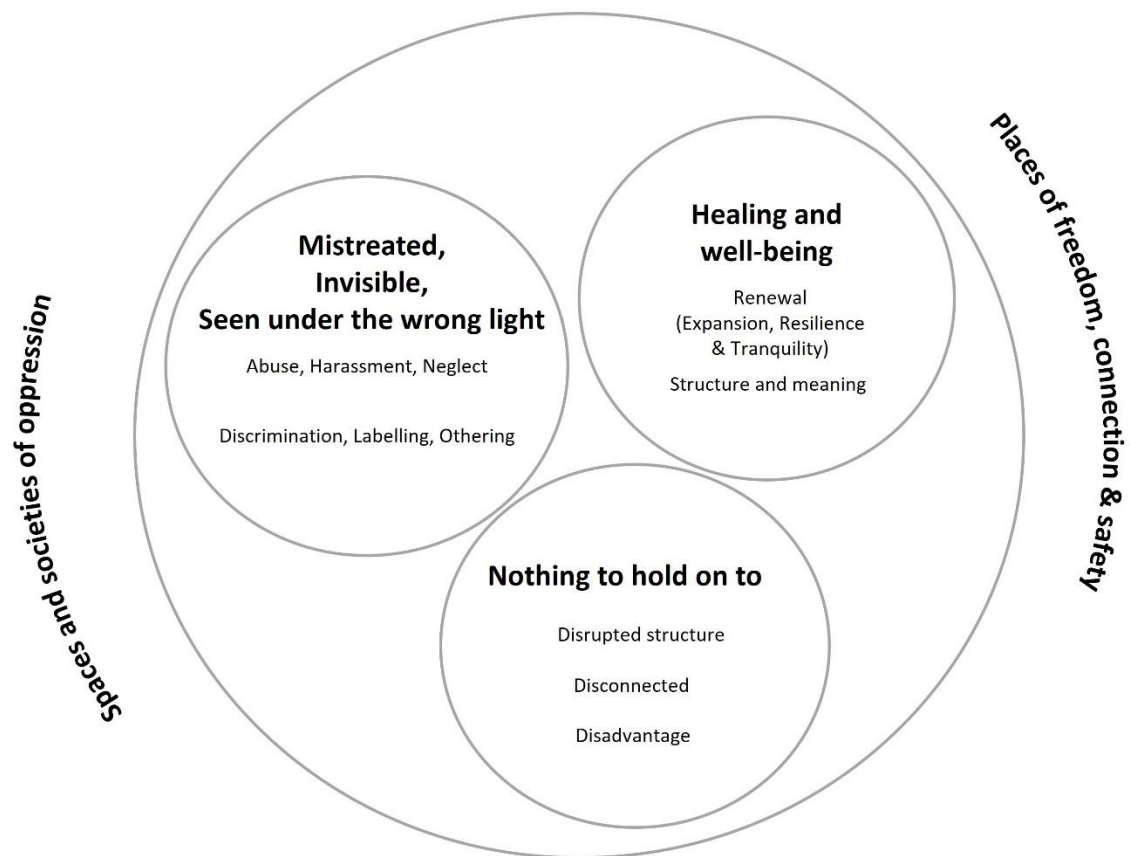 Spaces and societies of oppression
Mistreated,
Invisible,
Seen under the wrong light
Abuse, Harassment, Neglect
Discrimination, Labelling, Othering
Healing and
well-being
Renewal
(Expansion, Resilience
& Tranquility)
Structure and meaning
Nothing to hold on to
Disrupted structure
Disconnected
Disadvantage
Places of freedom, connection & safety